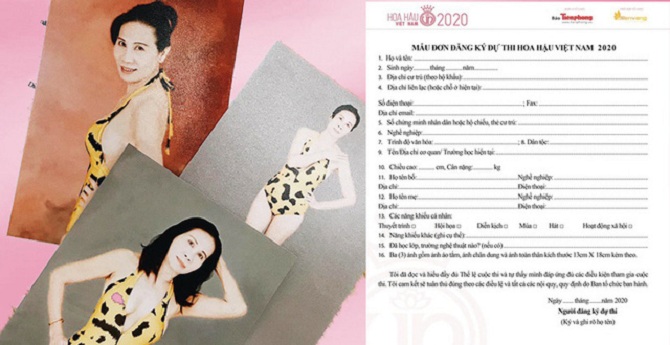 HOA HẬU
VIỆT NAM
2020
Báo Tiền phong
MẪU ĐƠN ĐĂNG KÝ DỰ THI HOA HẬU VIỆT NAM 2020
1. Họ và tên:
2. Sinh ngày:........tháng.........năm
3. Địa chỉ cư trú (theo hộ khẩu):
4. Địa chỉ liên lạc (hoặc chỗ ở hiện tại):
Số điện thoại: ; Fax:
Địa chỉ email:
5. Số chứng minh nhân dân hoặc hộ chiếu, thẻ cư trú:
6. Nghề nghiệp:
7. Trình độ văn hóa: ; 8. Dân tộc:
9. Tên/Địa chỉ cơ quan/ Trường học hiện tại:
10. Chiều cao:........ cm, Cân nặng:........ kg
11. Họ tên bố: Nghề nghiệp:
Địa chỉ: Điện thoại:
12. Họ tên mẹ: Nghề nghiệp:
Địa chỉ: Điện thoại:
13. Các năng khiếu cá nhân:
Thuyết trình □ Hội họa □ Diễn kịch □ Múa □ Hát □ Hoạt động xã hội □
14. Năng khiếu khác (ghi cụ thể):
15. Đã học lớp, trường nghệ thuật nào? (nếu có):
16. Ba (3) ảnh gồm ảnh áo tắm, ảnh chân dung và ảnh toàn thân kích thước 13cm X 18cm kèm theo.
Tôi đã đọc và hiểu đầy đủ Thể lệ cuộc thi và tự thấy mình đáp ứng đủ các điều kiện tham gia cuộc
thi. Tôi cam kết sẽ tuân thủ đúng theo các điều lệ và tất cả các nội quy, quy định do Ban tổ chức ban hành.
Ngày ...... tháng........năm 2020
Người đăng ký dự thi
(Ký và ghi rõ họ tên)